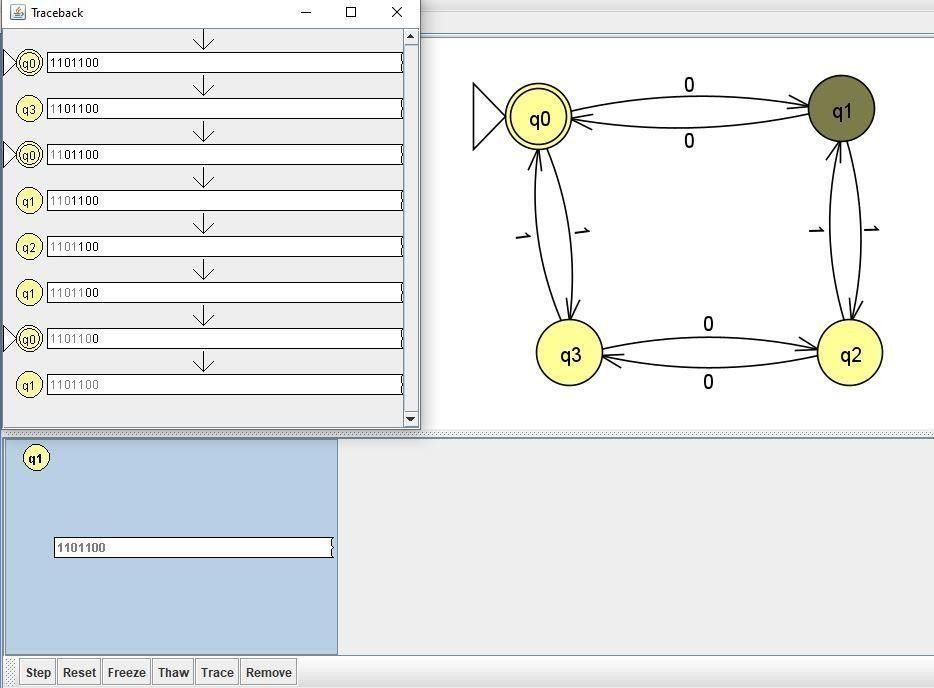 Traceback
q0 1101100
q3 1101100
q0 1101100
q1 1101100
q2 1101100
q1 1101100
q0 1101100
q1 1101100
0
q0 q1
0
1 1 1 1
0
q3 q2
0
q1
1101100
Step Reset Freeze Thaw Trace Remove